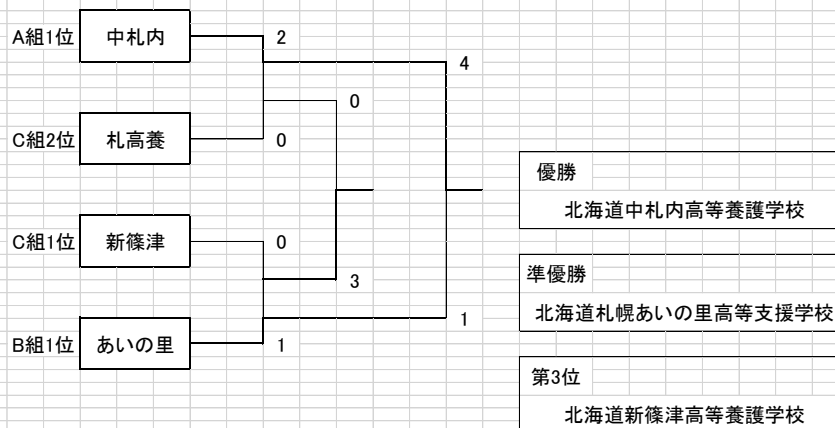 A組1位 中札内 2
4
0
C組2位 札高養 0
優勝
北海道中札内高等養護学校
C組1位 新篠津 0
準優勝
3
北海道札幌あいの里高等支援学校
1
B組1位 あいの里 1
第3位
北海道新篠津高等養護学校